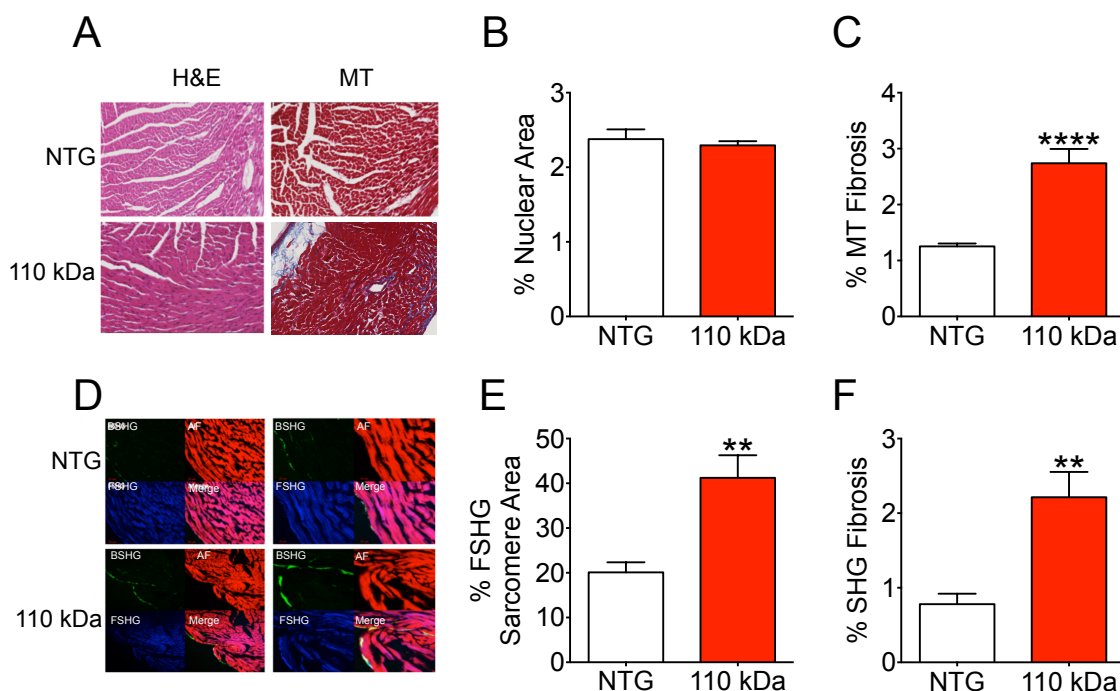 A
H&E
MT
NTG
110 kDa
B
% Nuclear Area
3
2
1
0
NTG
110 kDa
C
% MT Fibrosis
4
3
2
1
0
****
NTG
110 kDa
D
NTG
110 kDa
BSHG
AF
FSHG
Merge
BSHG
AF
FSHG
Merge
BSHG
AF
FSHG
Merge
BSHG
AF
FSHG
Merge
E
% FSHG
Sarcomere Area
50
40
30
20
10
0
**
NTG
110 kDa
F
% SHG Fibrosis
3
2
1
0
**
NTG
110 kDa